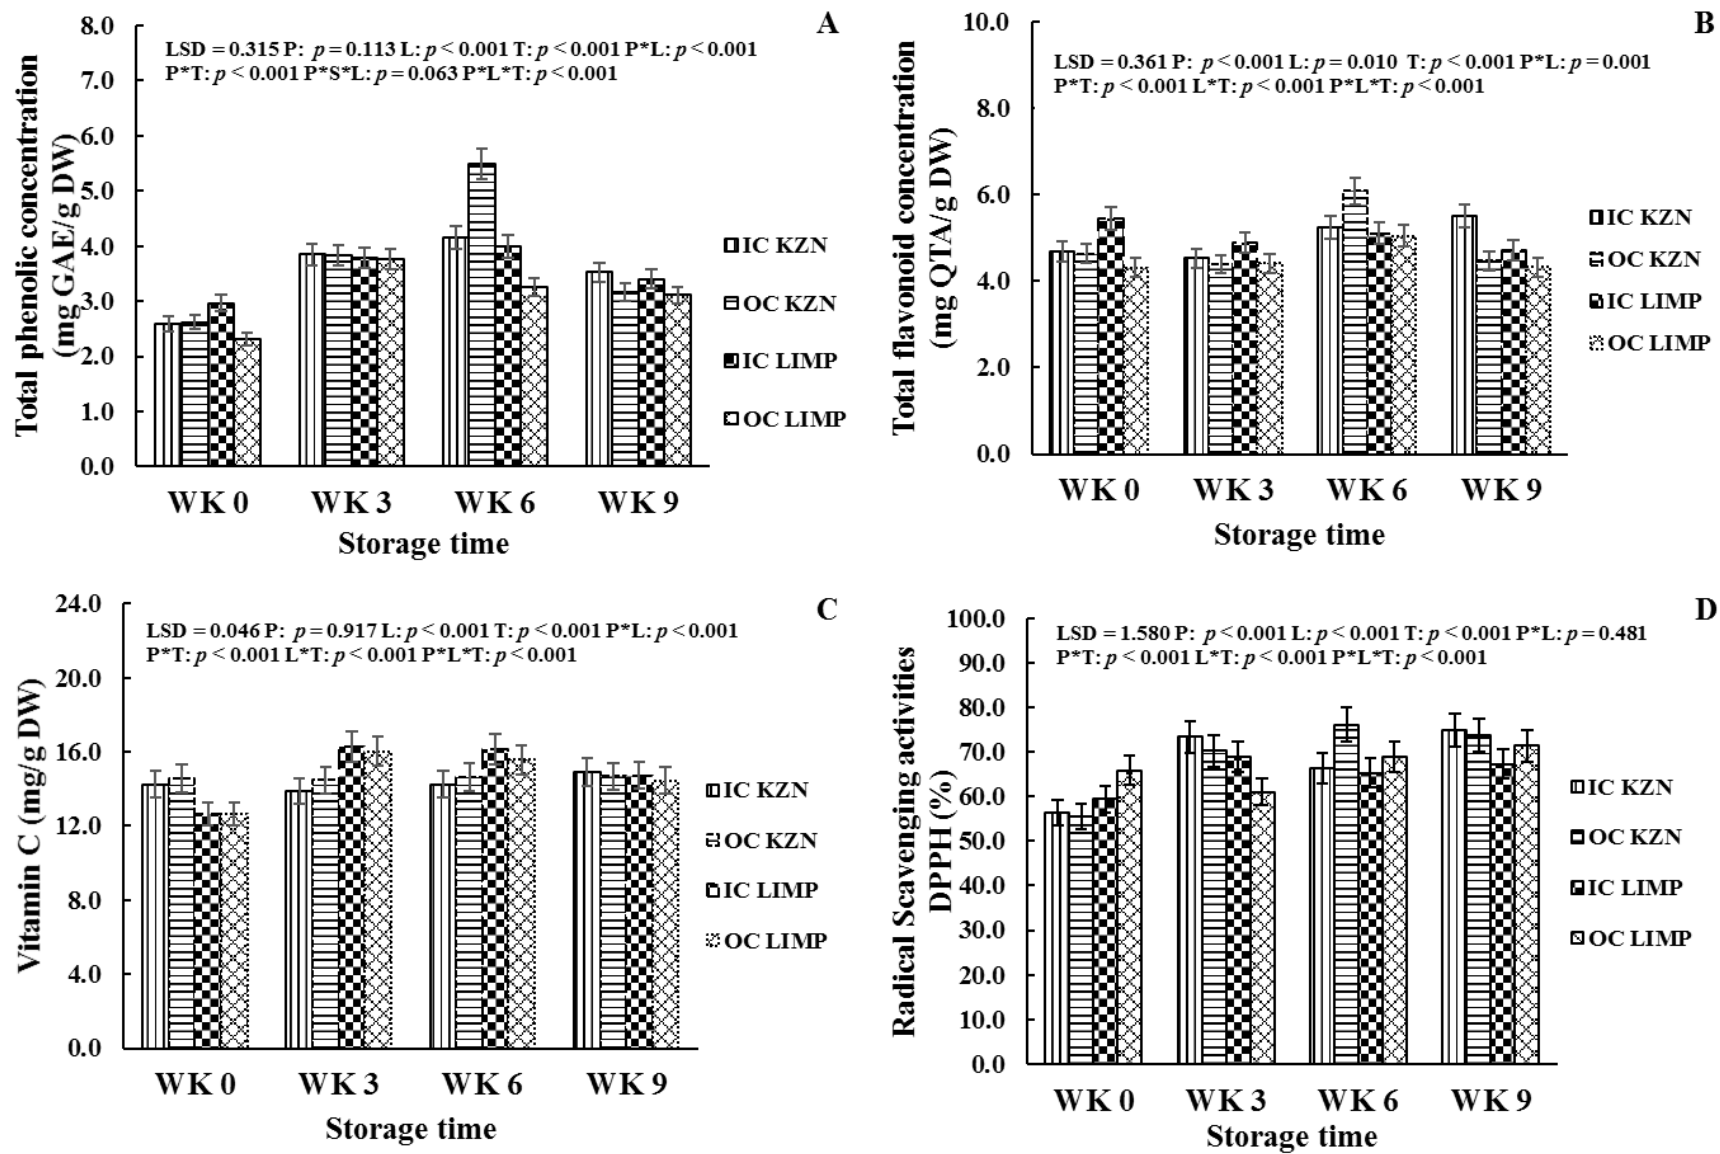 A
LSD = 0.315 P: p = 0.113 L: p < 0.001 T: p < 0.001 P*L: p < 0.001
P*T: p < 0.001 P*S*L: p = 0.063 P*L*T: p < 0.001
Total phenolic concentration
(mg GAE/g DW)
8.0
7.0
6.0
5.0
4.0
3.0
2.0
1.0
0.0
WK 0 WK 3 WK 6 WK 9
Storage time
IC KZN
OC KZN
IC LIMP
OC LIMP
B
LSD = 0.361 P: p < 0.001 L: p = 0.010 T: p < 0.001 P*L: p = 0.001
P*T: p < 0.001 L*T: p < 0.001 P*L*T: p < 0.001
Total flavonoid concentration
(mg QTA/g DW)
10.0
8.0
6.0
4.0
2.0
0.0
WK 0 WK 3 WK 6 WK 9
Storage time
IC KZN
OC KZN
IC LIMP
OC LIMP
C
LSD = 0.046 P: p = 0.917 L: p < 0.001 T: p < 0.001 P*L: p < 0.001
P*T: p < 0.001 L*T: p < 0.001 P*L*T: p < 0.001
Vitamin C (mg/g DW)
24.0
20.0
16.0
12.0
8.0
4.0
0.0
WK 0 WK 3 WK 6 WK 9
Storage time
IC KZN
OC KZN
IC LIMP
OC LIMP
D
LSD = 1.580 P: p < 0.001 L: p < 0.001 T: p < 0.001 P*L: p = 0.481
P*T: p < 0.001 L*T: p < 0.001 P*L*T: p < 0.001
Radical Scavenging activities
DPPH (%)
100.0
90.0
80.0
70.0
60.0
50.0
40.0
30.0
20.0
10.0
0.0
WK 0 WK 3 WK 6 WK 9
Storage time
IC KZN
OC KZN
IC LIMP
OC LIMP